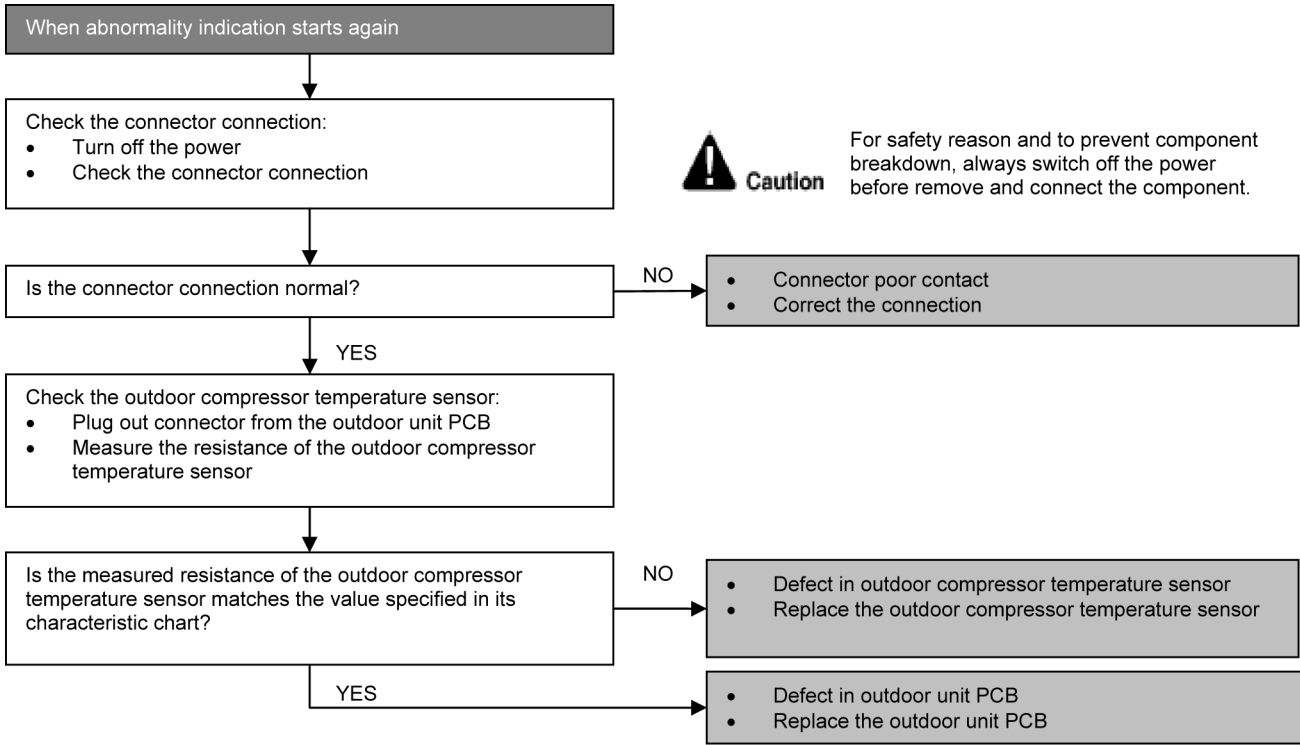 When abnormality indication starts again
Check the connector connection:
• Turn off the power
• Check the connector connection
Caution
For safety reason and to prevent component
breakdown, always switch off the power
before remove and connect the component.
Is the connector connection normal?
NO
• Connector poor contact
• Correct the connection
YES
Check the outdoor compressor temperature sensor:
• Plug out connector from the outdoor unit PCB
• Measure the resistance of the outdoor compressor
temperature sensor
Is the measured resistance of the outdoor compressor
temperature sensor matches the value specified in its
characteristic chart?
NO
• Defect in outdoor compressor temperature sensor
• Replace the outdoor compressor temperature sensor
YES
• Defect in outdoor unit PCB
• Replace the outdoor unit PCB